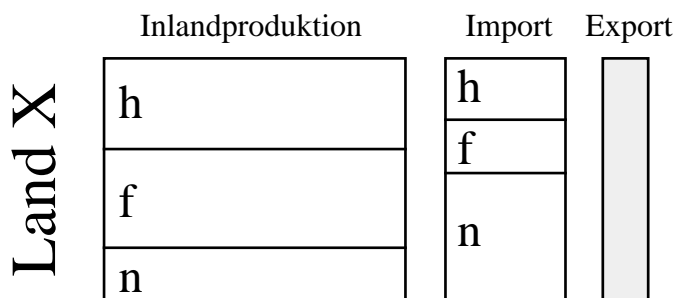 Inlandproduktion Import Export
Land X
h h
f f
n n